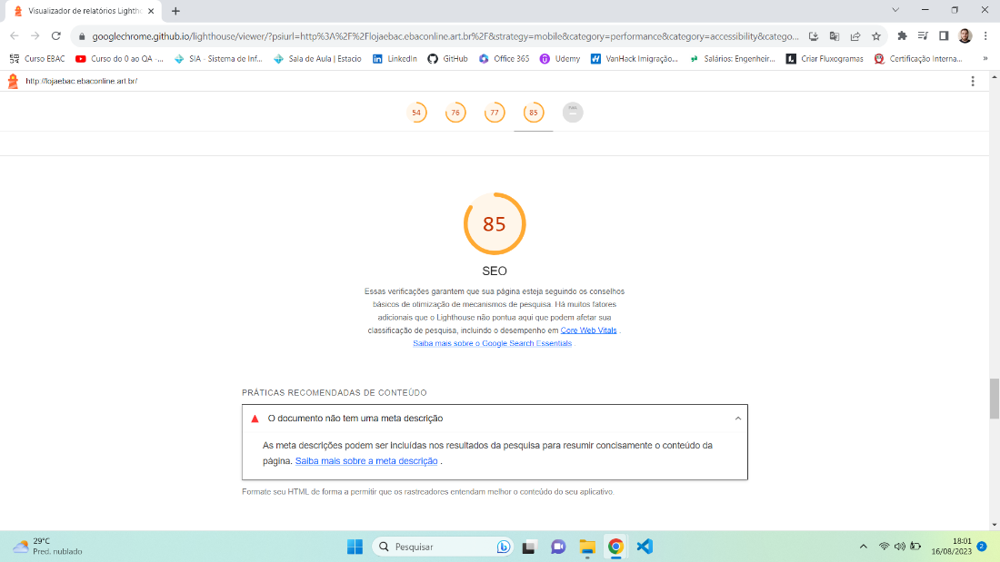 Visualizador de relatórios Lightho
googlechrome.github.io/lighthouse/viewer/?psiurl=http%3A%2F%2Flojaebac.ebaconline.art.br%2F&strategy=mobile&category=performance&category=accessibility&catego...
Curso EBAC
Curso do 0 ao QA -...
SIA - Sistema de Inf...
Sala de Aula | Estacio
LinkedIn
GitHub
Office 365
Udemy
VanHack Imigração...
Salários: Engenheir...
Criar Fluxogramas
Certificação Interna...
»
http://lojaebac.ebaconline.art.br/
54
76
77
85
85
SEO
Essas verificações garantem que sua página esteja seguindo os conselhos
básicos de otimização de mecanismos de pesquisa. Há muitos fatores
adicionais que o Lighthouse não pontua aqui que podem afetar sua
classificação de pesquisa, incluindo o desempenho em Core Web Vitals .
Saiba mais sobre o Google Search Essentials .
PRÁTICAS RECOMENDADAS DE CONTEÚDO
O documento não tem uma meta descrição
As meta descrições podem ser incluídas nos resultados da pesquisa para resumir concisamente o conteúdo da
página. Saiba mais sobre a meta descrição .
Formate seu HTML de forma a permitir que os rastreadores entendam melhor o conteúdo do seu aplicativo.
29°C
Pred. nublado
Pesquisar
18:01
16/08/2023
2